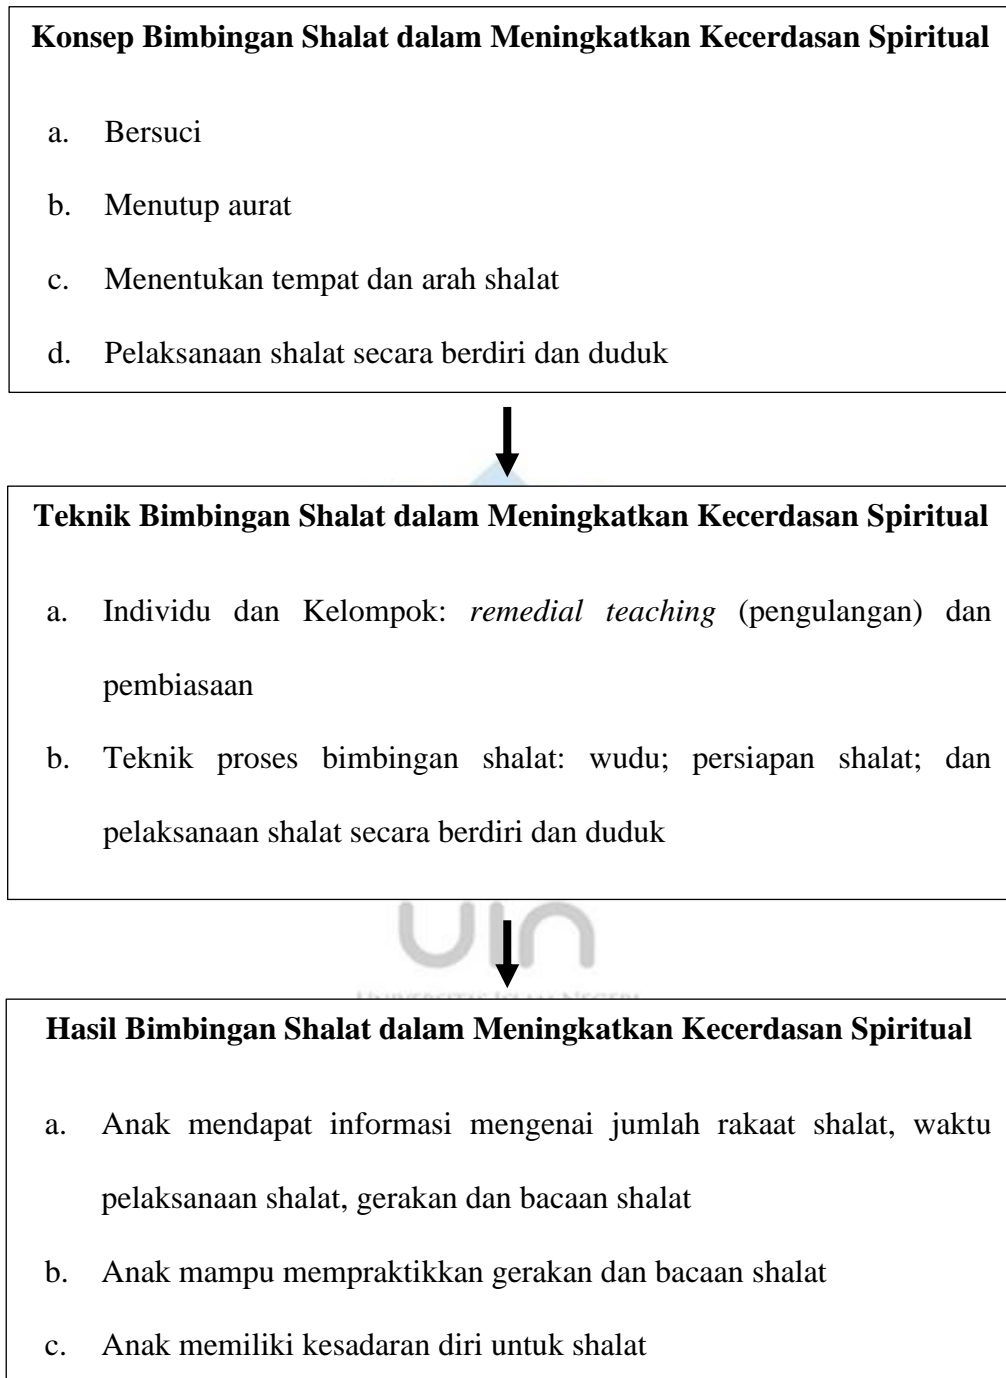 Konsep Bimbingan Shalat dalam Meningkatkan Kecerdasan Spiritual
a. Bersuci
b. Menutup aurat
c. Menentukan tempat dan arah shalat
d. Pelaksanaan shalat secara berdiri dan duduk
Teknik Bimbingan Shalat dalam Meningkatkan Kecerdasan Spiritual
a. Individu dan Kelompok: remedial teaching (pengulangan) dan
pembiasaan
b. Teknik proses bimbingan shalat: wudu; persiapan shalat; dan
pelaksanaan shalat secara berdiri dan duduk
uin
UNIVERSITAS ISLAM NEGERI
Hasil Bimbingan Shalat dalam Meningkatkan Kecerdasan Spiritual
a. Anak mendapat informasi mengenai jumlah rakaat shalat, waktu
pelaksanaan shalat, gerakan dan bacaan shalat
b. Anak mampu mempraktikkan gerakan dan bacaan shalat
c. Anak memiliki kesadaran diri untuk shalat